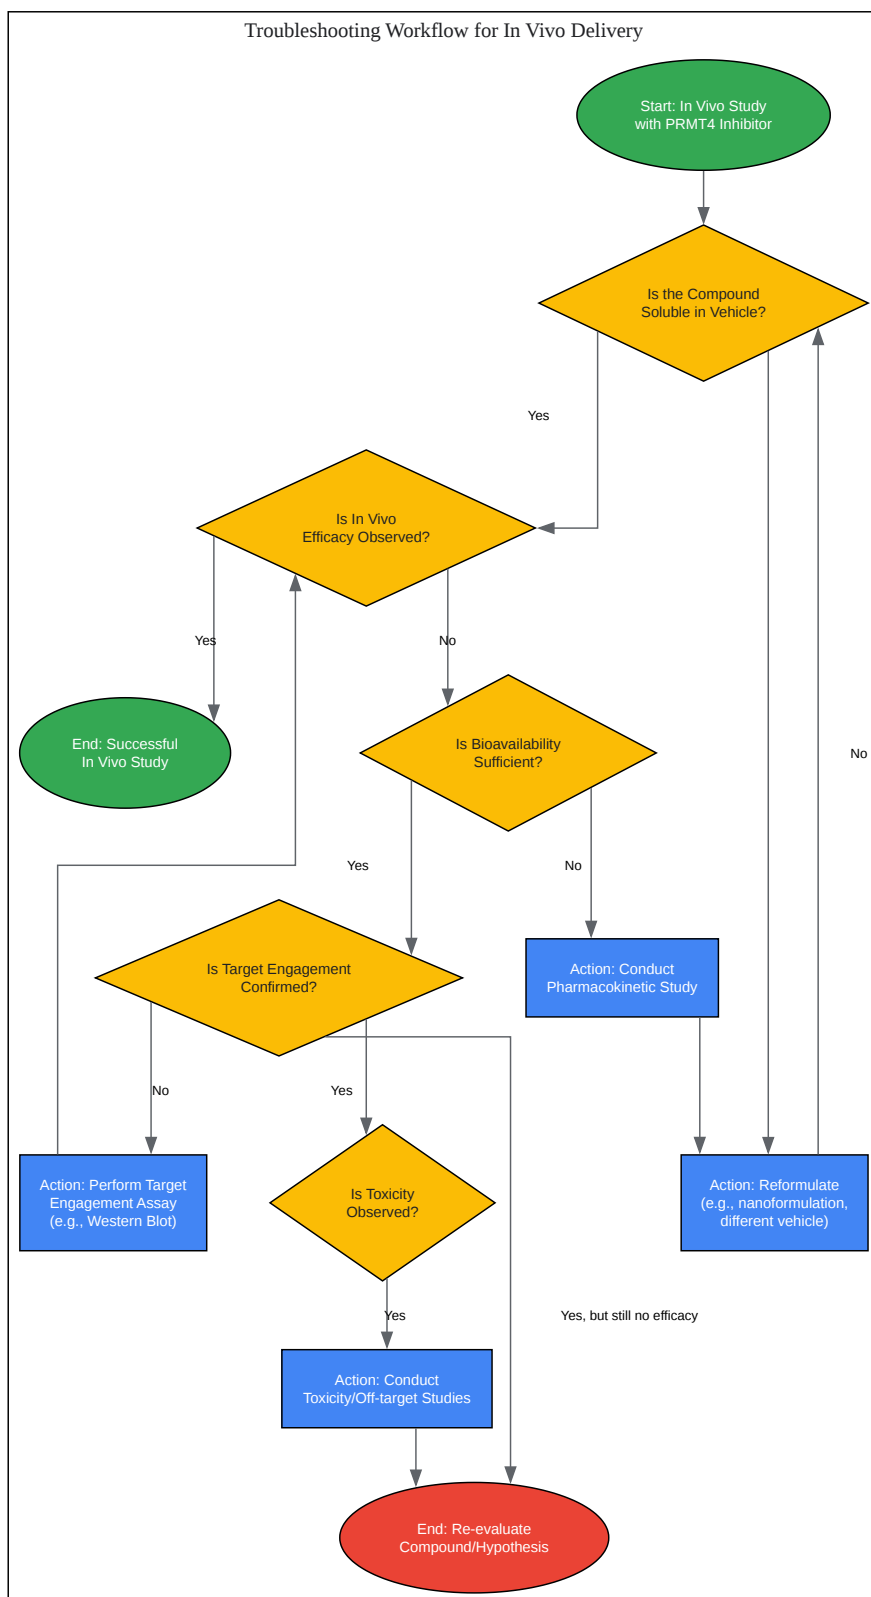 Troubleshooting Workflow for In Vivo Delivery
Start: In Vivo Study
with PRMT4 Inhibitor
Is the Compound
Soluble in Vehicle?
Yes
Is In Vivo
Efficacy Observed?
Yes
No
End: Successful
In Vivo Study
Is Bioavailability
Sufficient?
No
Yes
No
Is Target Engagement
Confirmed?
Action: Conduct
Pharmacokinetic Study
No
Yes
Action: Perform Target
Engagement Assay
(e.g., Western Blot)
Is Toxicity
Observed?
Action: Reformulate
(e.g., nanoformulation,
different vehicle)
Yes
Yes, but still no efficacy
Action: Conduct
Toxicity/Off-target Studies
End: Re-evaluate
Compound/Hypothesis